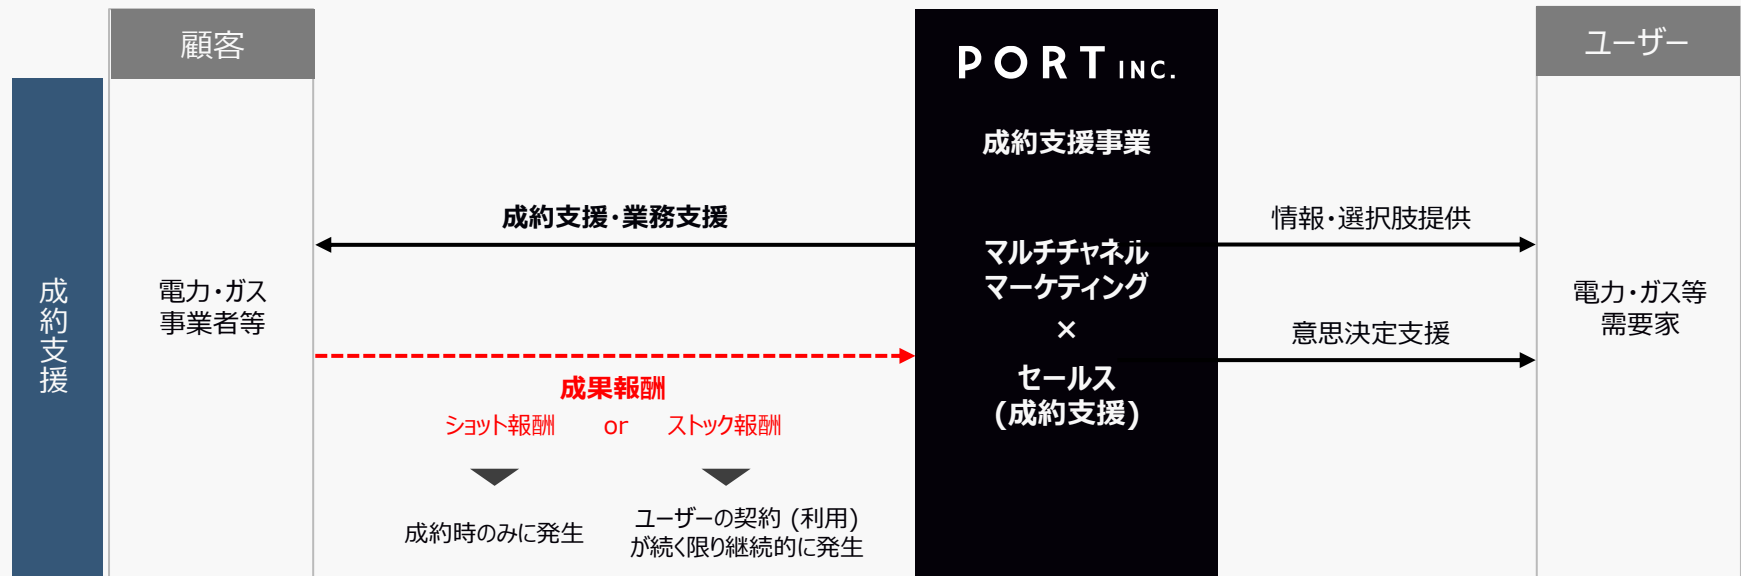 顧客
PORT INC.
ユーザー
成約支援
電力・ガス
事業者等
成約支援・業務支援
成果報酬
ショット報酬 or ストック報酬
成約時のみに発生
ユーザーの契約 (利用)
が続く限り継続的に発生
成約支援事業
マルチチャネル
マーケティング
×
セールス
(成約支援)
情報・選択肢提供
意思決定支援
電力・ガス等
需要家